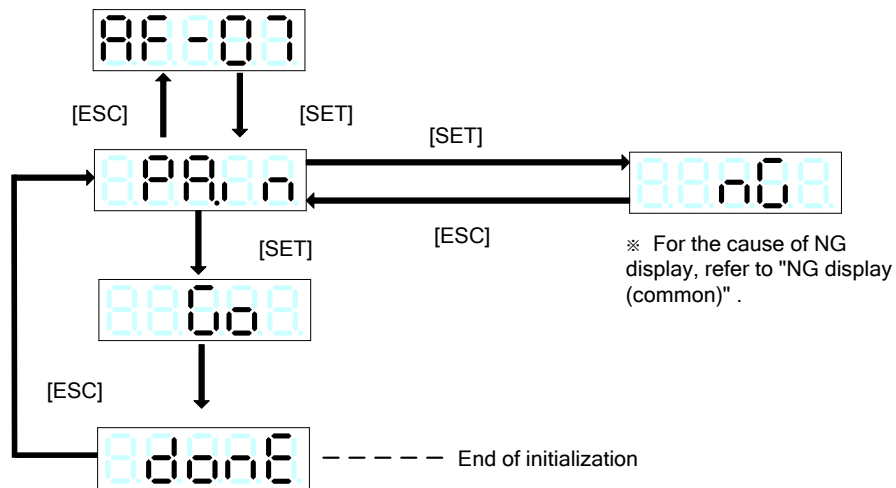 AF-07
[ESC]
[SET]
[SET]
PA.i n
nG
[ESC]
[SET]
※ For the cause of NG
display, refer to "NG display
(common)" .
Go
[ESC]
donE
End of initialization